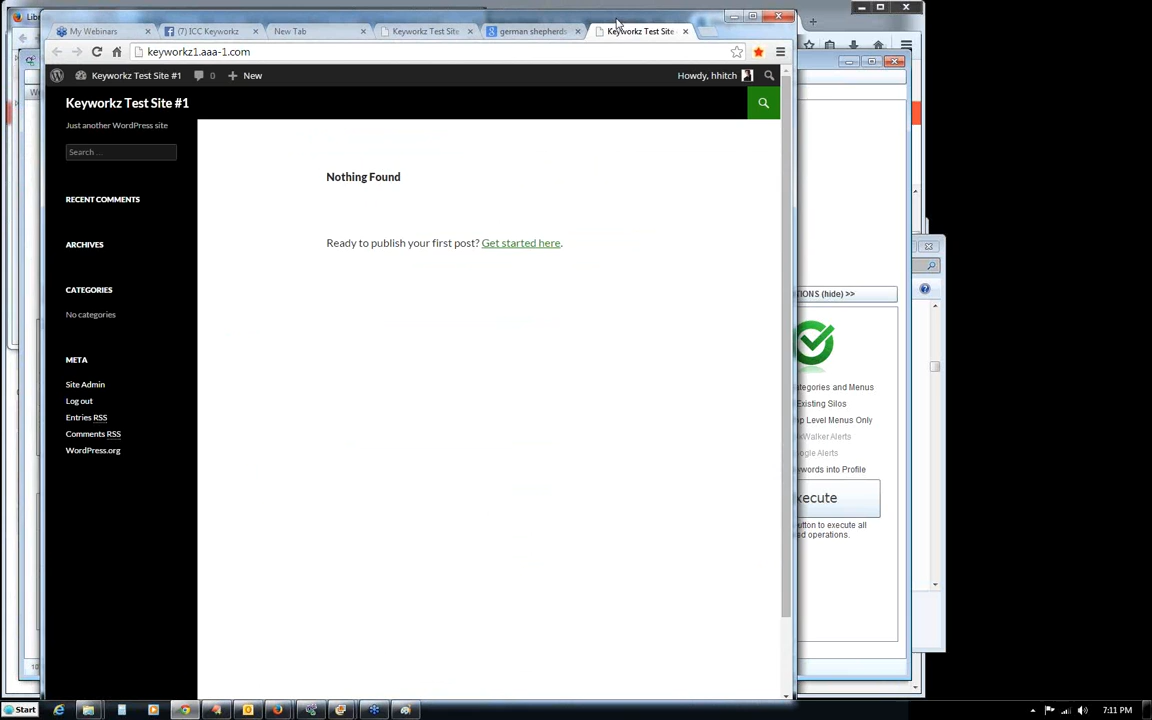 Libr
My Webinars
(7) ICC Keyworkz
New Tab
Keyworkz Test Site
german shepherds
Keyworkz Test Site
keyworkz1.aaa-1.com
Keyworkz Test Site #1
0
New
Howdy, hhitch
Keyworkz Test Site #1
Just another WordPress site
Search ...
RECENT COMMENTS
ARCHIVES
CATEGORIES
No categories
META
Site Admin
Log out
Entries RSS
Comments RSS
WordPress.org
Nothing Found
Ready to publish your first post? Get started here.
TIONS (hide) >>
ategories and Menus
Existing Silos
p Level Menus Only
kWalker Alerts
ogle Alerts
words into Profile
xecute
utton to execute all
ed operations.
Start
7:11 PM